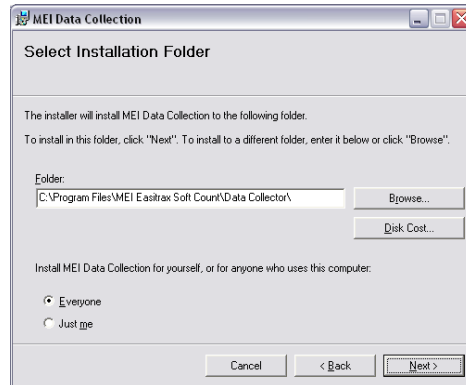 MEI Data Collection
Select Installation Folder
The installer will install MEI Data Collection to the following folder.
To install in this folder, click "Next". To install to a different folder, enter it below or click "Browse".
Folder:
C:\Program Files\MEI Easitrax Soft Count\Data Collector\
Browse...
Disk Cost...
Install MEI Data Collection for yourself, or for anyone who uses this computer:
Everyone
Just me
Cancel
< Back
Next >